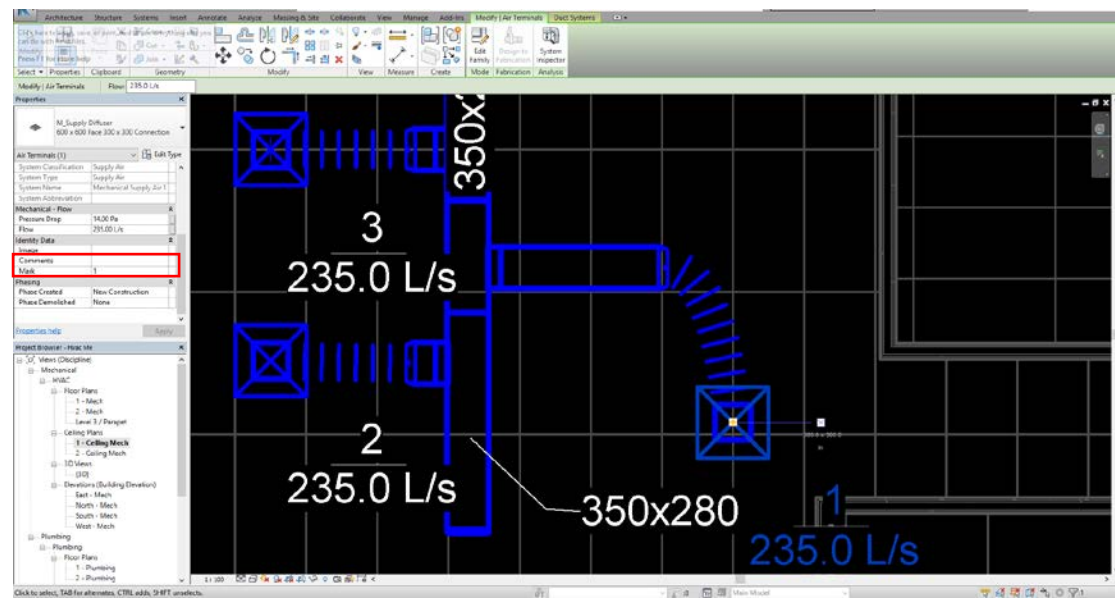 Architecture Structure Systems Insert Annotate Analyze Massing & Site Collaborate View Manage Add-Ins Modify | Air Terminals Duct Systems
Edit Family
System Inspector
Select Properties Clipboard Geometry Modify View Measure Create Mode Fabrication Analysis
Modify | Air Terminals Flow: 235.0 L/s
Properties
M_Supply Diffuser
600 x 600 Face 300 x 300 Connection
Air Terminals (1) Edit Type
System Classification Supply Air
System Type Supply Air
System Name Mechanical Supply Air 1
System Abbreviation
Mechanical - Flow
Pressure Drop 14.00 Pa
Flow 235.00 L/s
Identity Data
Image
Comments
Mark 1
Phasing
Phase Created New Construction
Phase Demolished None
Properties help Apply
Project Browser - Hvac
Views (Discipline)
Mechanical
HVAC
Floor Plans
1 - Mech
2 - Mech
Level 3 / Parapet
Ceiling Plans
1 - Ceiling Mech
2 - Ceiling Mech
3D Views
{3D}
Elevations (Building Elevation)
East - Mech
North - Mech
South - Mech
West - Mech
Plumbing
Plumbing
Floor Plans
1 - Plumbing
2 - Plumbing
3
235.0 L/s
2
235.0 L/s
350x280
1
235.0 L/s
1 : 100
Click to select, TAB for alternates, CTRL adds, SHIFT unselects.
Main Model